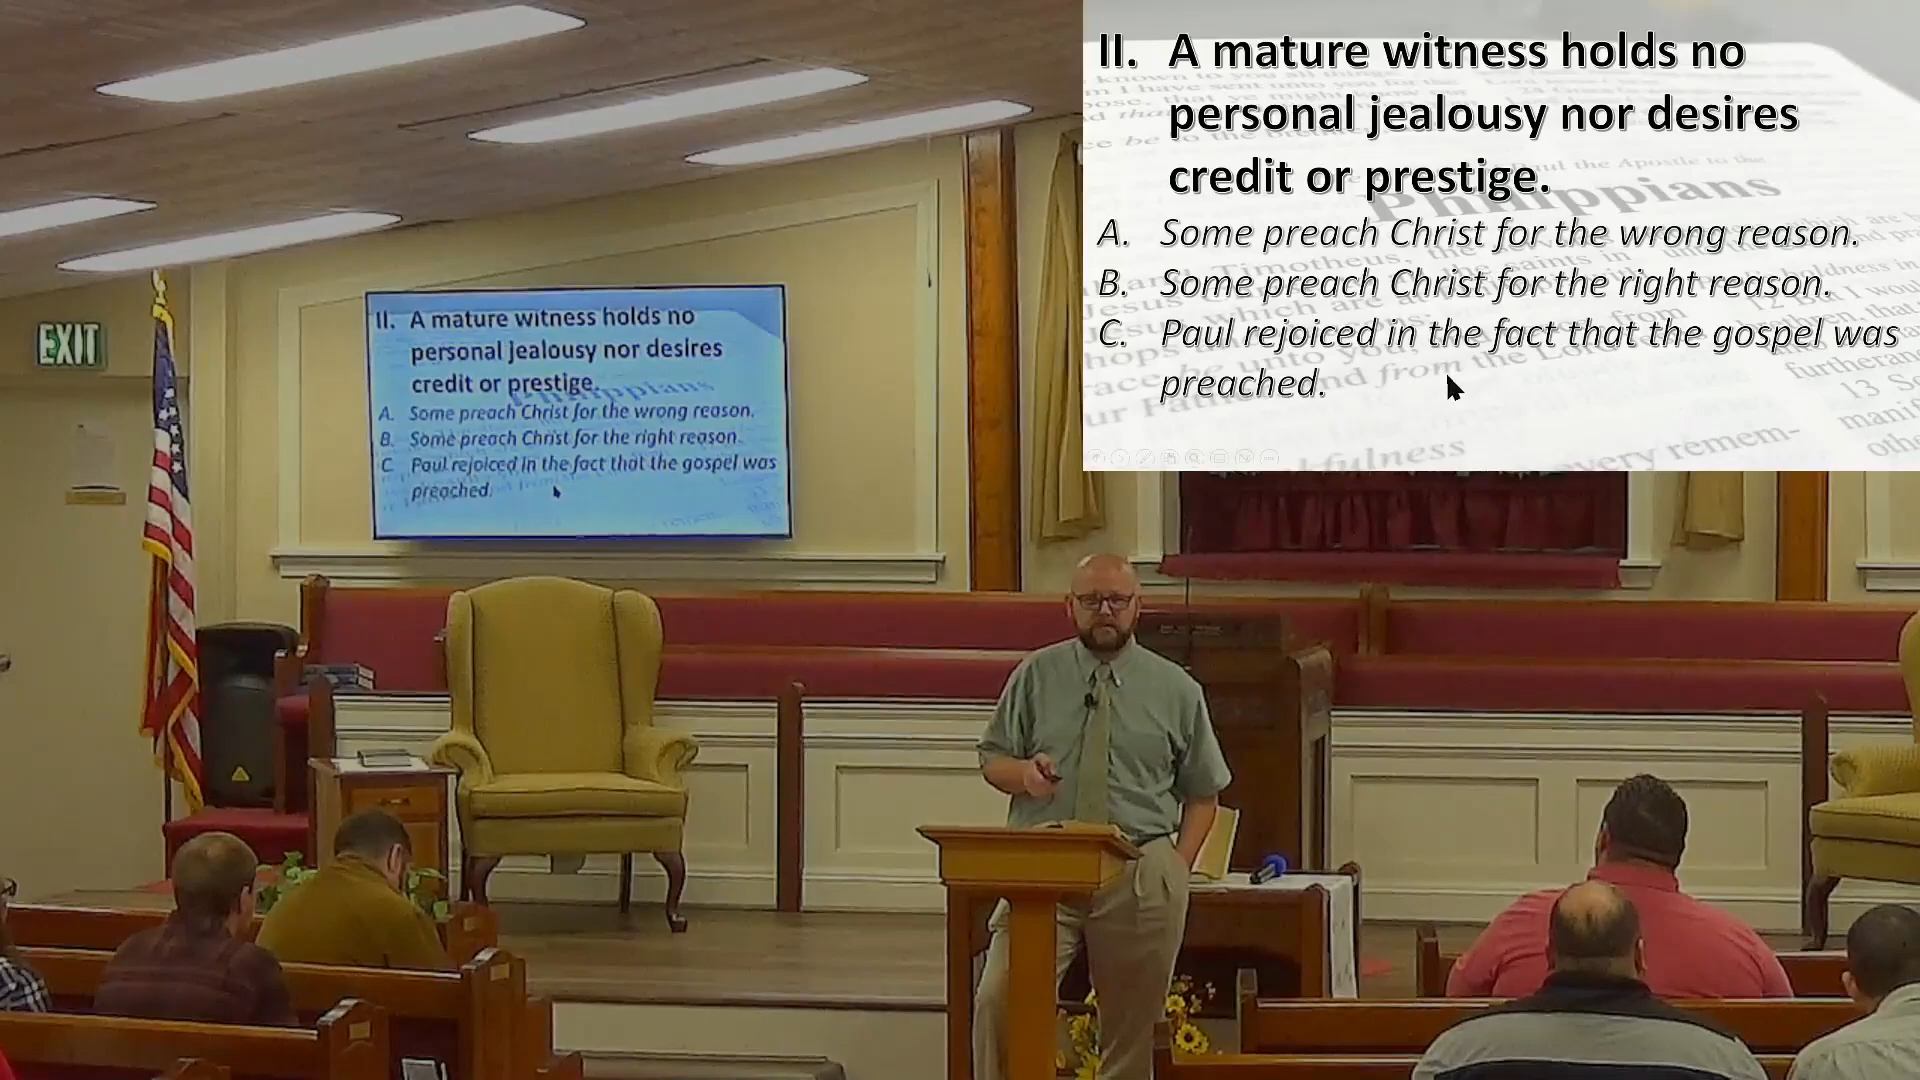 II. A mature witness holds no
personal jealousy nor desires
credit or prestige.
A. Some preach Christ for the wrong reason.
B. Some preach Christ for the right reason.
C. Paul rejoiced in the fact that the gospel was
preached.
Philippians
EXIT
II. A mature witness holds no
personal jealousy nor desires
credit or prestige.
Philippians
A. Some preach Christ for the wrong reason.
B. Some preach Christ for the right reason.
C. Paul rejoiced in the fact that the gospel was
preached.